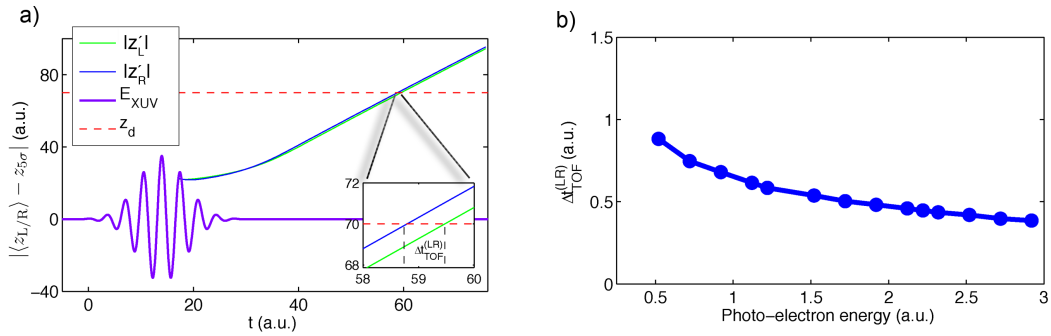 a)
|z´L|
|z´R|
EXUV
zd
|⟨zL/R⟩ − z5σ| (a.u.)
80
40
0
−40
0
20
40
60
t (a.u.)
72
70
68
58
59
60
Δt(LR)TOF
b)
1.5
1
0.5
0
0.5
1
1.5
2
2.5
3
Δt(LR)TOF (a.u.)
Photo−electron energy (a.u.)